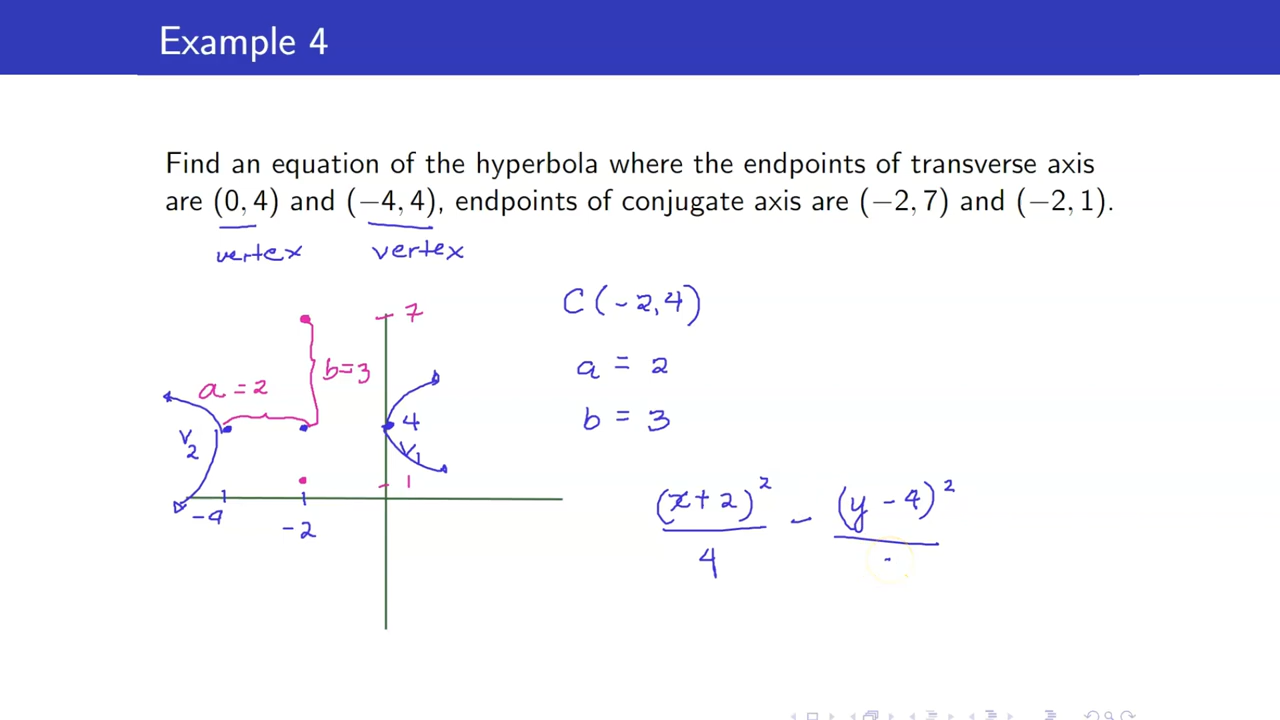 Example 4
Find an equation of the hyperbola where the endpoints of transverse axis
are (0, 4) and (−4, 4), endpoints of conjugate axis are (−2, 7) and (−2, 1).
vertex vertex
C(-2,4)
a = 2
b = 3
7
b=3
a = 2
4
V₂
V₁
1
-4
-2
(x+2)² − (y−4)²
4